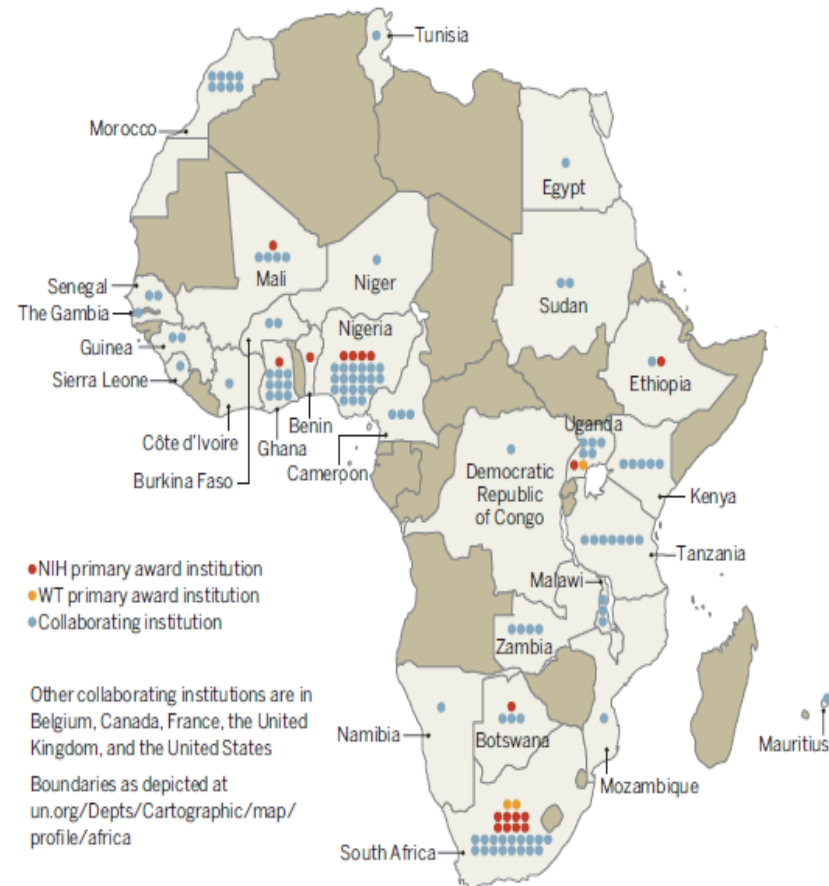 Tunisia
Morocco
Egypt
Mali
Niger
Senegal
Sudan
The Gambia
Nigeria
Guinea
Ethiopia
Sierra Leone
Benin
Uganda
Côte d'Ivoire
Ghana
Cameroon
Burkina Faso
Democratic
Republic
of Congo
Kenya
Tanzania
NIH primary award institution
WT primary award institution
Collaborating institution
Malawi
Zambia
Other collaborating institutions are in
Belgium, Canada, France, the United
Kingdom, and the United States
Namibia
Botswana
Mauritius
Mozambique
Boundaries as depicted at
un.org/Depts/Cartographic/map/
profile/africa
South Africa